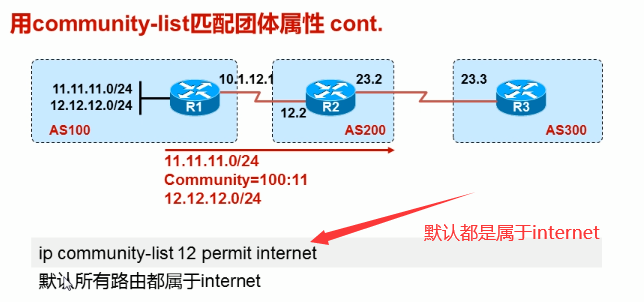 用community-list匹配团体属性 cont.
11.11.11.0/24
12.12.12.0/24
R1
10.1.12.1
AS100
12.2
R2
23.2
AS200
23.3
R3
AS300
11.11.11.0/24
Community=100:11
12.12.12.0/24
默认都是属于internet
ip community-list 12 permit internet
默认所有路由都属于internet